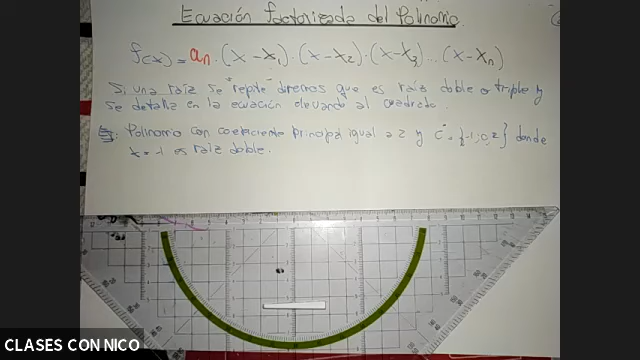 Ecuación factorizada del Polinomio.
f(x) = an · (x - x1) · (x - x2) · (x - x3) ... (x - xn)
Si una raíz se "repite" diremos que es raíz doble o triple y
se detalla en la ecuación elevando al cuadrado.
Ej: Polinomio con coeficiente principal igual a 2 y C° = {-1; 0; 2} donde
x = -1 es raíz doble.
CLASES CON NICO